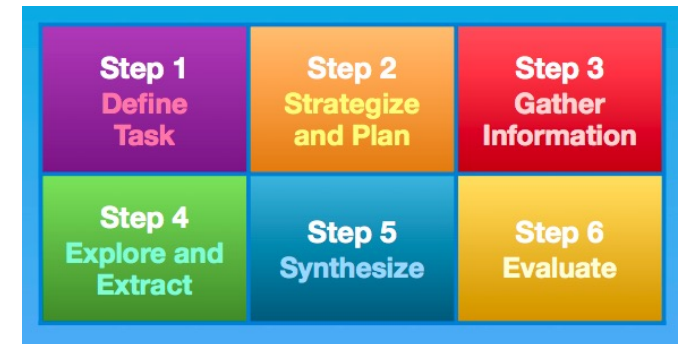 Step 1
Define
Task
Step 2
Strategize
and Plan
Step 3
Gather
Information
Step 4
Explore and
Extract
Step 5
Synthesize
Step 6
Evaluate